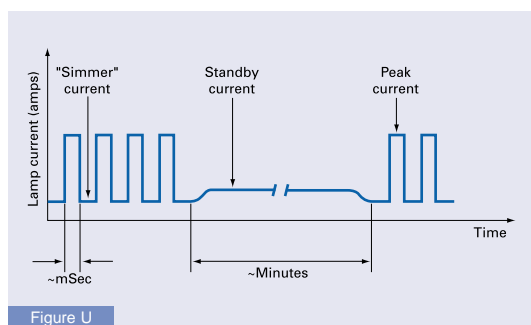 "Simmer"
current
Standby
current
Peak
current
Lamp current (amps)
Time
~mSec
~Minutes
Figure U